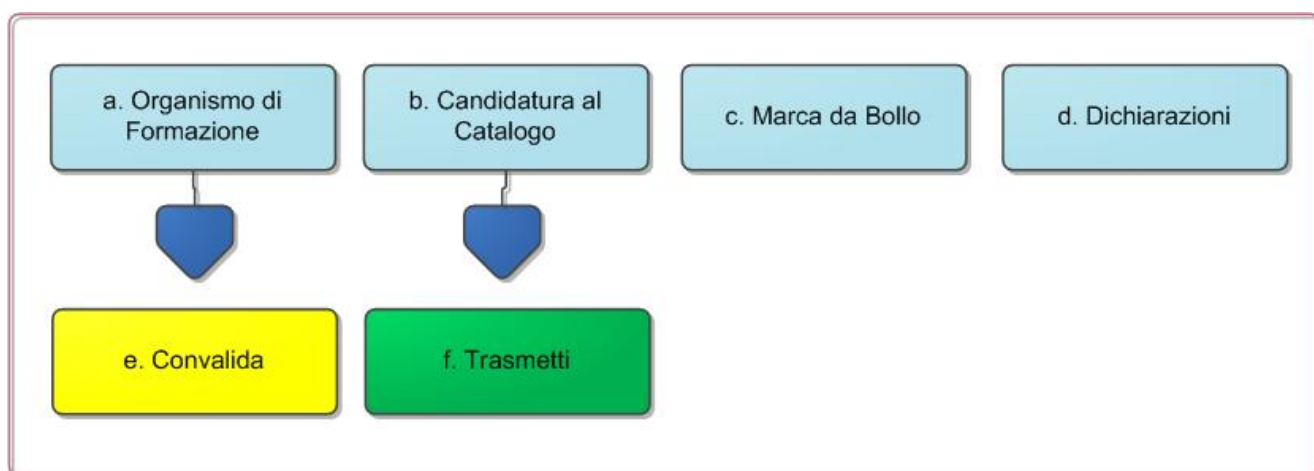 a. Organismo di
Formazione
b. Candidatura al
Catalogo
c. Marca da Bollo
d. Dichiarazioni
e. Convalida
f. Trasmetti